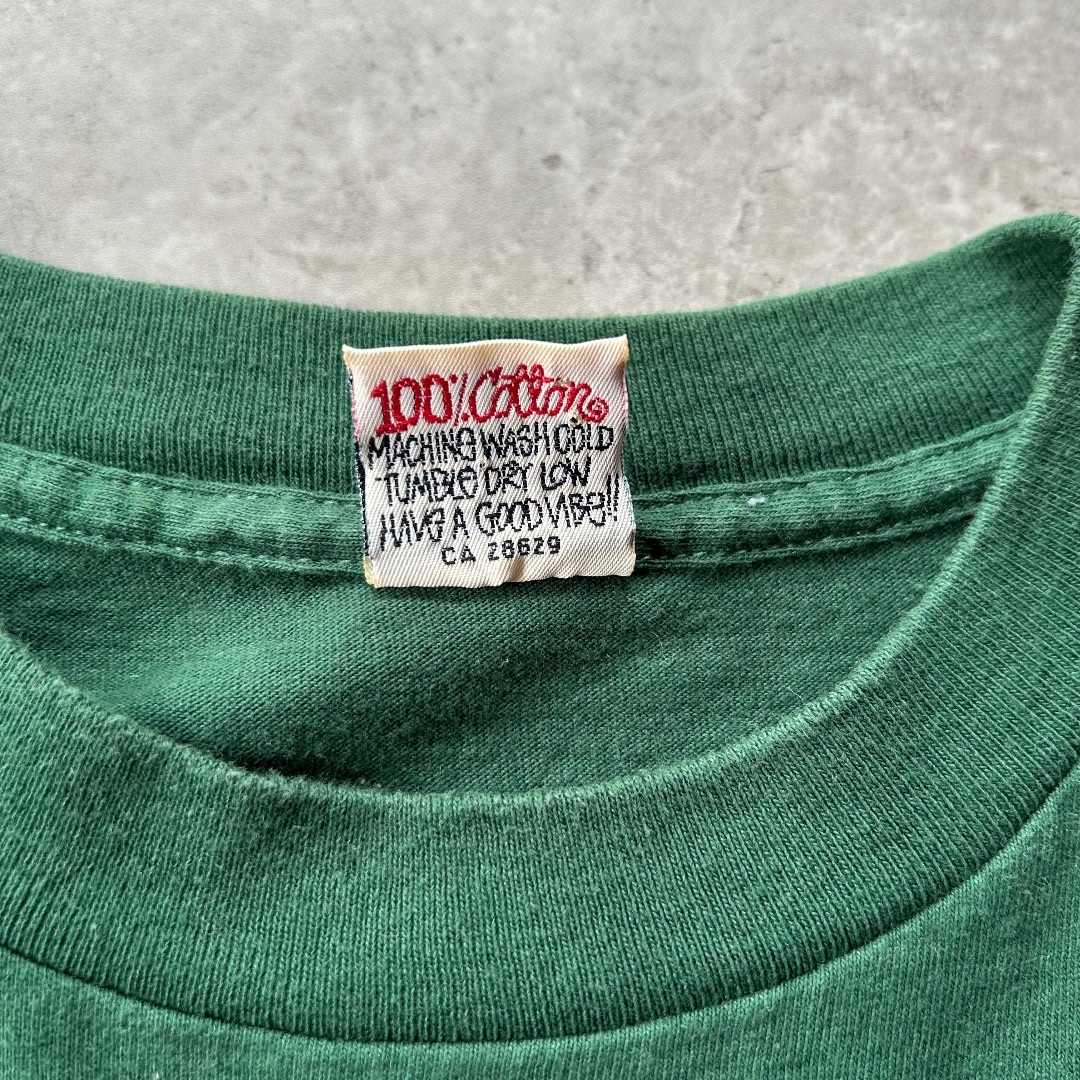 100% Cotton
MACHINE WASH COLD
TUMBLE DRY LOW
HAVE A GOOD VIBE!!
CA 28629